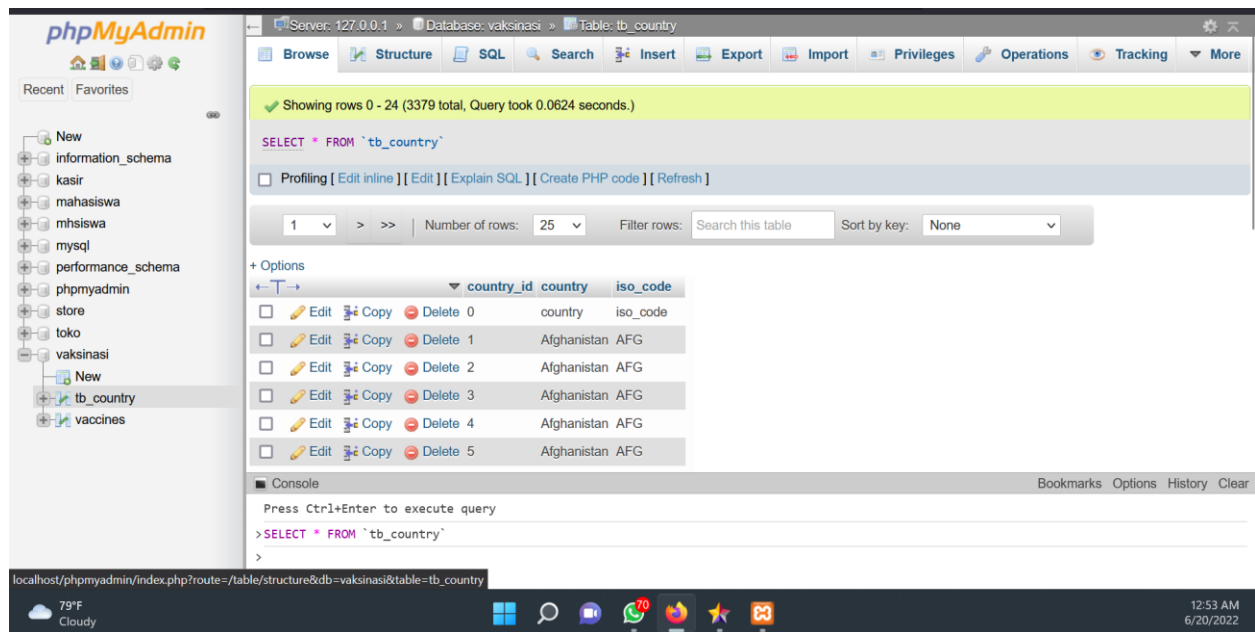 phpMyAdmin
Recent Favorites
New
information_schema
kasir
mahasiswa
mhsiswa
mysql
performance_schema
phpmyadmin
store
toko
vaksinasi
New
tb_country
vaccines
Server: 127.0.0.1 » Database: vaksinasi » Table: tb_country
Browse Structure SQL Search Insert Export Import Privileges Operations Tracking More
Showing rows 0 - 24 (3379 total, Query took 0.0624 seconds.)
SELECT * FROM `tb_country`
Profiling [ Edit inline ] [ Edit ] [ Explain SQL ] [ Create PHP code ] [ Refresh ]
1 > >> | Number of rows: 25 Filter rows: Search this table Sort by key: None
+ Options
←T→ country_id country iso_code
Edit Copy Delete 0 country iso_code
Edit Copy Delete 1 Afghanistan AFG
Edit Copy Delete 2 Afghanistan AFG
Edit Copy Delete 3 Afghanistan AFG
Edit Copy Delete 4 Afghanistan AFG
Edit Copy Delete 5 Afghanistan AFG
Console Bookmarks Options History Clear
Press Ctrl+Enter to execute query
>SELECT * FROM `tb_country`
>
localhost/phpmyadmin/index.php?route=/table/structure&db=vaksinasi&table=tb_country
79°F
Cloudy
70
12:53 AM
6/20/2022